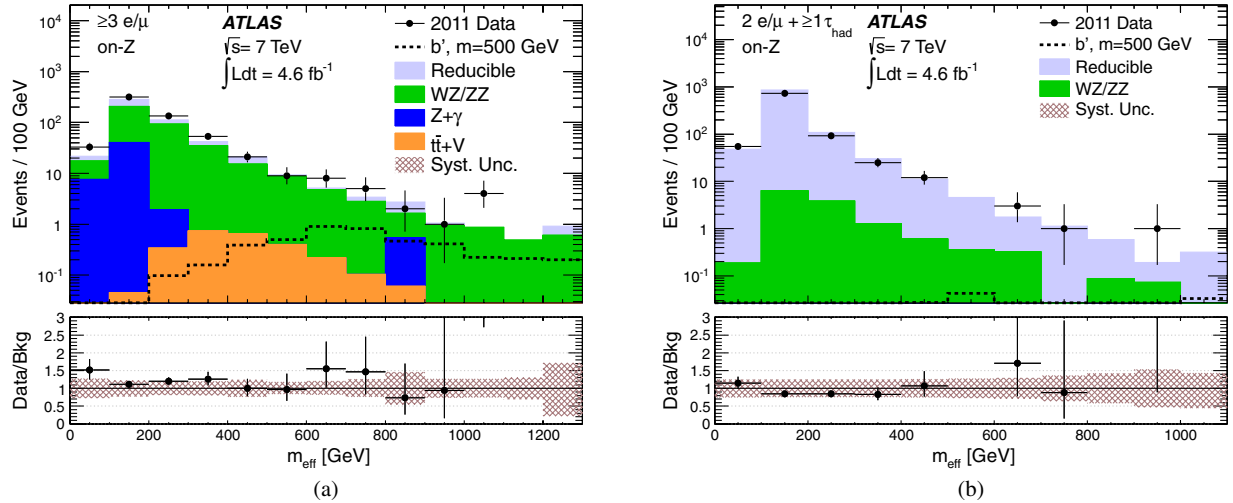 ≥3 e/μ
on-Z
ATLAS
√s= 7 TeV
∫Ldt = 4.6 fb⁻¹
2011 Data
b', m=500 GeV
Reducible
WZ/ZZ
Z+γ
tt̄+V
Syst. Unc.
Events / 100 GeV
10⁴
10³
10²
10
1
10⁻¹
Data/Bkg
3
2.5
2
1.5
1
0.5
0
0 200 400 600 800 1000 1200
m_eff [GeV]
(a)
2 e/μ + ≥1 τ_had
on-Z
ATLAS
√s= 7 TeV
∫Ldt = 4.6 fb⁻¹
2011 Data
b', m=500 GeV
Reducible
WZ/ZZ
Syst. Unc.
Events / 100 GeV
10⁴
10³
10²
10
1
10⁻¹
Data/Bkg
3
2.5
2
1.5
1
0.5
0
0 200 400 600 800 1000
m_eff [GeV]
(b)